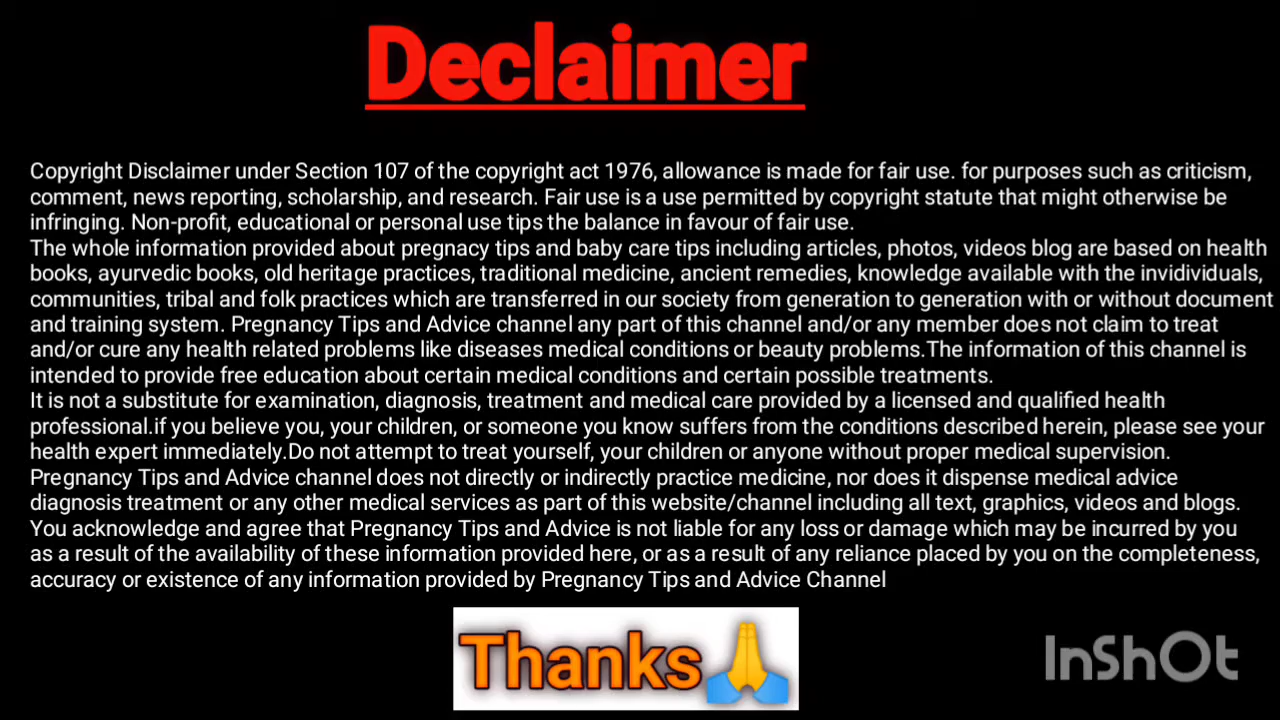 Declaimer
Copyright Disclaimer under Section 107 of the copyright act 1976, allowance is made for fair use. for purposes such as criticism,
comment, news reporting, scholarship, and research. Fair use is a use permitted by copyright statute that might otherwise be
infringing. Non-profit, educational or personal use tips the balance in favour of fair use.
The whole information provided about pregnacy tips and baby care tips including articles, photos, videos blog are based on health
books, ayurvedic books, old heritage practices, traditional medicine, ancient remedies, knowledge available with the invidividuals,
communities, tribal and folk practices which are transferred in our society from generation to generation with or without document
and training system. Pregnancy Tips and Advice channel any part of this channel and/or any member does not claim to treat
and/or cure any health related problems like diseases medical conditions or beauty problems.The information of this channel is
intended to provide free education about certain medical conditions and certain possible treatments.
It is not a substitute for examination, diagnosis, treatment and medical care provided by a licensed and qualified health
professional.if you believe you, your children, or someone you know suffers from the conditions described herein, please see your
health expert immediately.Do not attempt to treat yourself, your children or anyone without proper medical supervision.
Pregnancy Tips and Advice channel does not directly or indirectly practice medicine, nor does it dispense medical advice
diagnosis treatment or any other medical services as part of this website/channel including all text, graphics, videos and blogs.
You acknowledge and agree that Pregnancy Tips and Advice is not liable for any loss or damage which may be incurred by you
as a result of the availability of these information provided here, or as a result of any reliance placed by you on the completeness,
accuracy or existence of any information provided by Pregnancy Tips and Advice Channel
Thanks🙏
InShOt